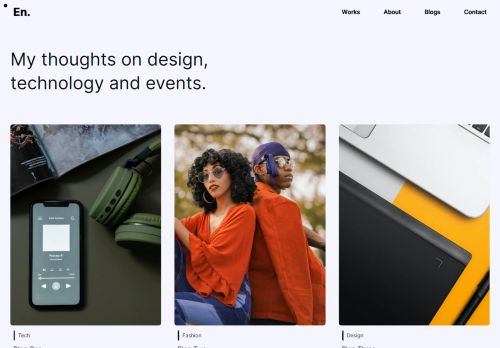 En.
Works
About
Blogs
Contact
My thoughts on design,
technology and events.
Tech
Fashion
Design